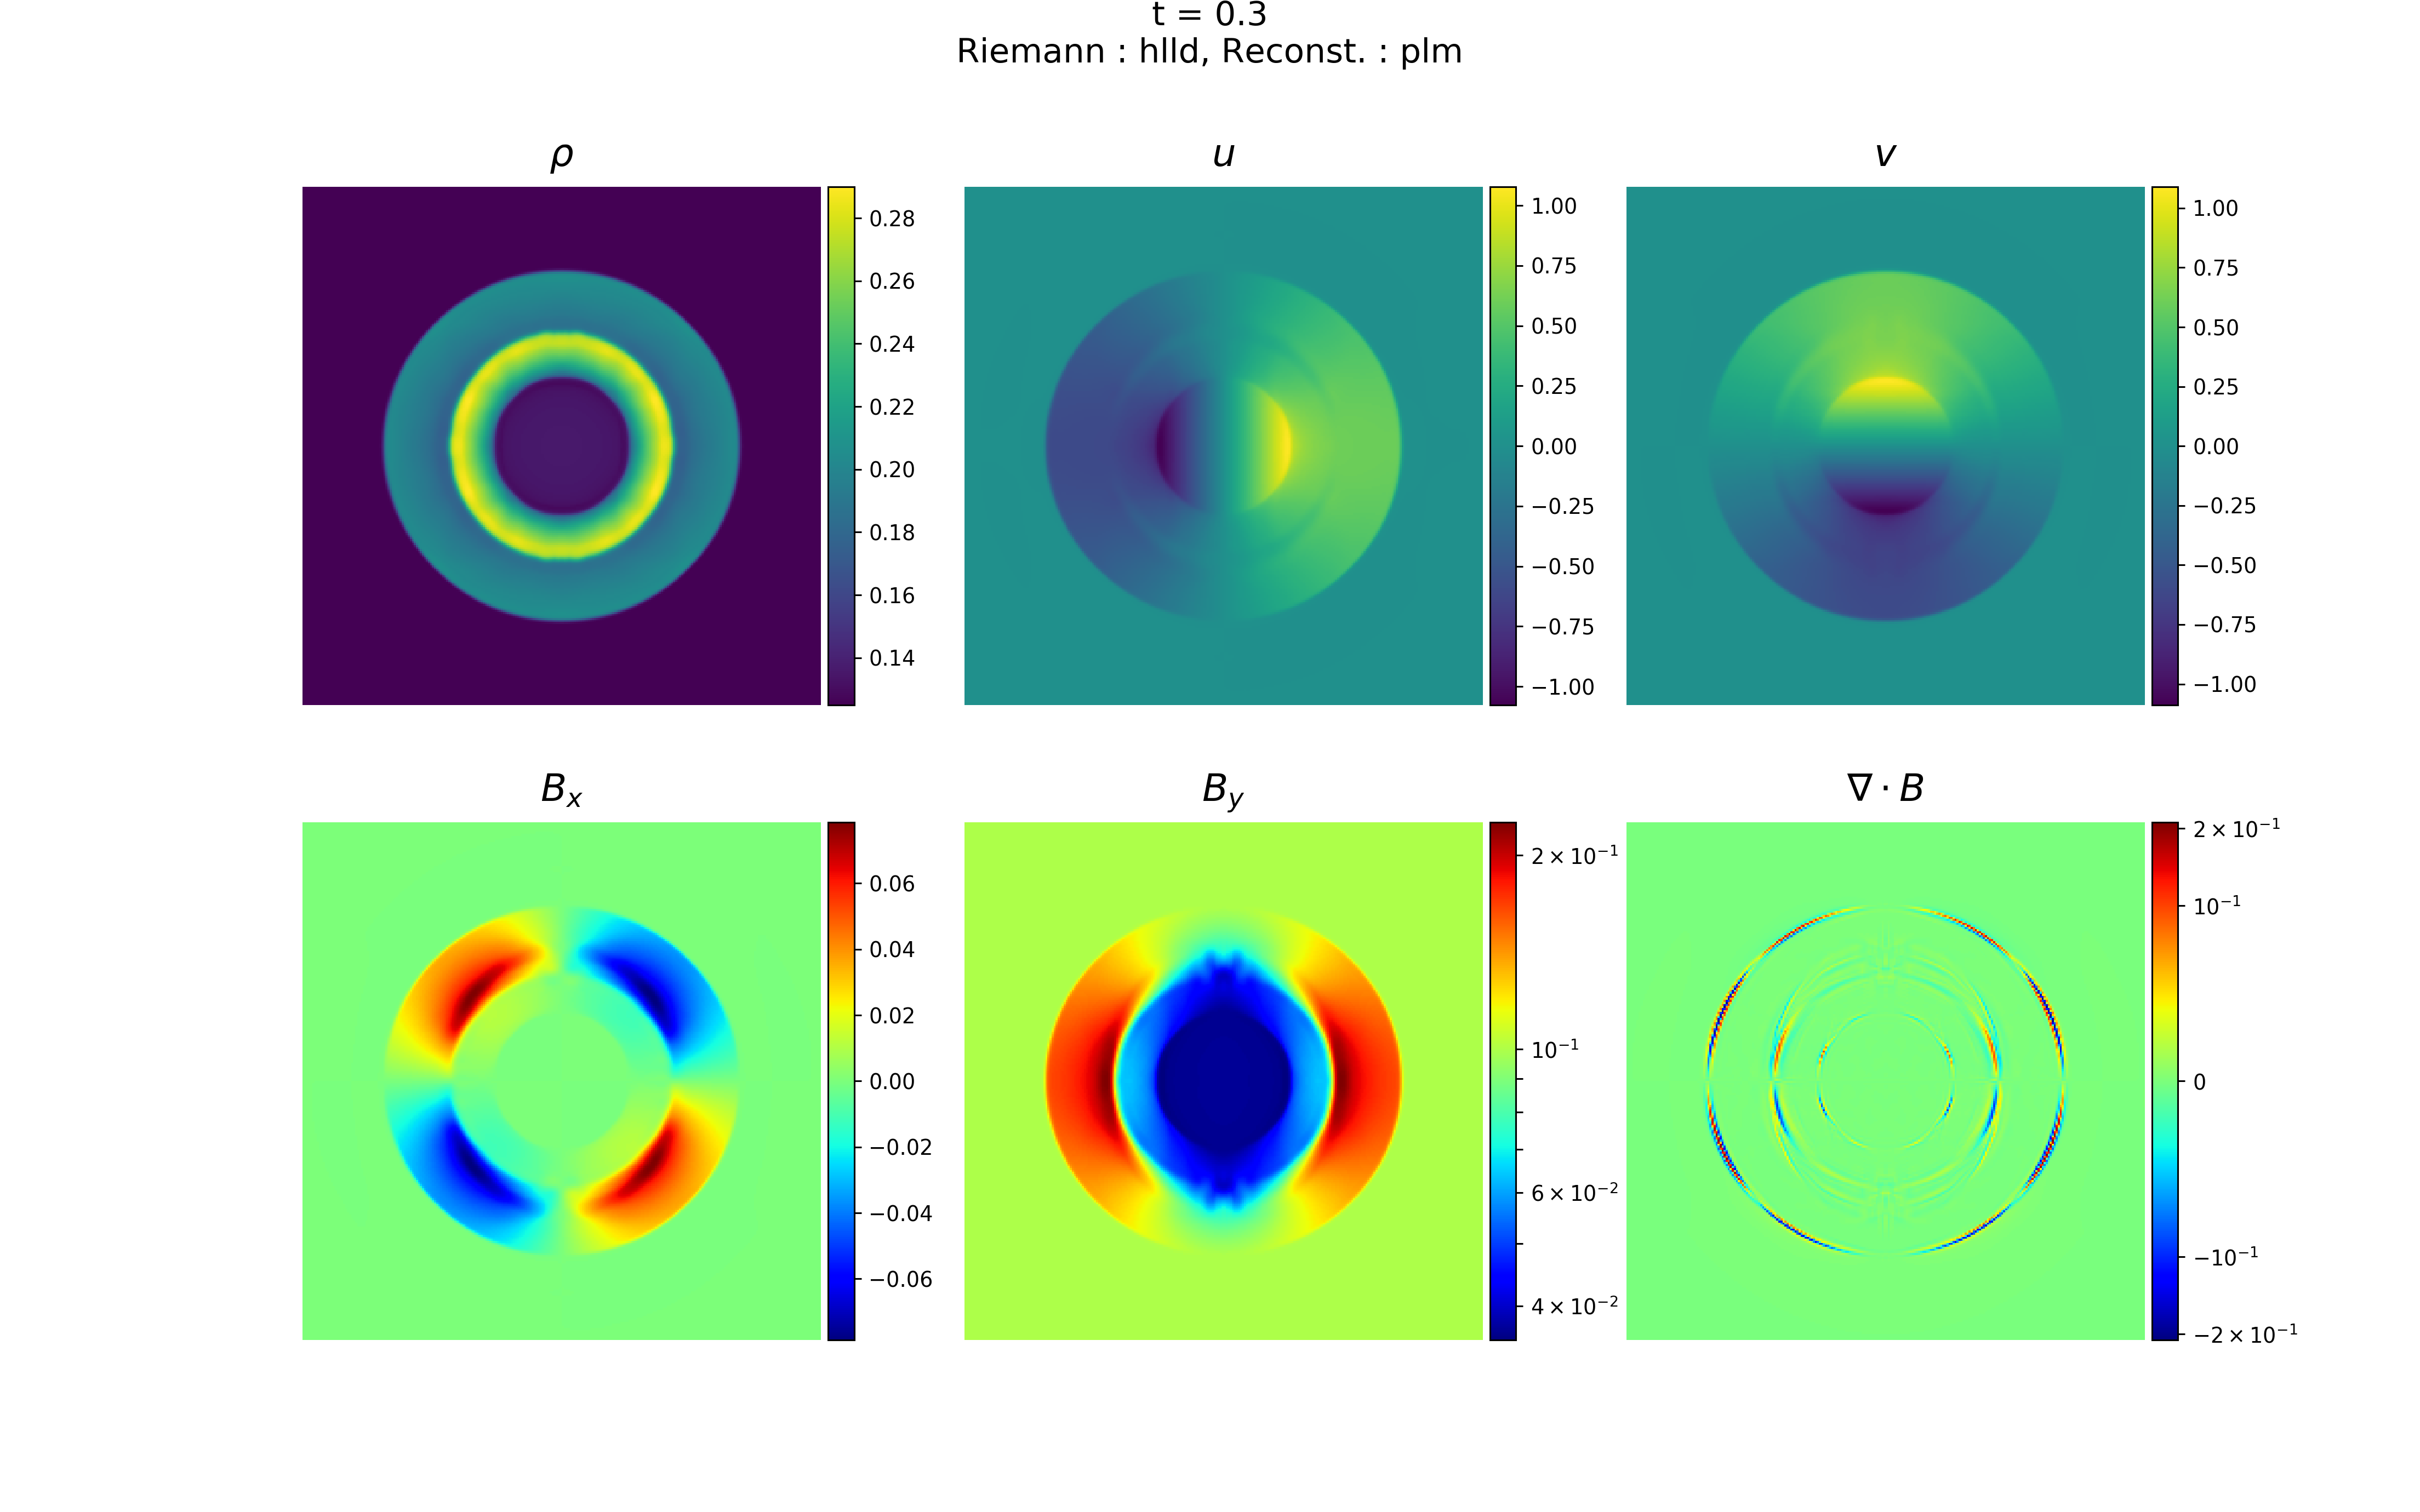 t = 0.3
Riemann : hlld, Reconst. : plm
ρ
0.28
0.26
0.24
0.22
0.20
0.18
0.16
0.14
u
1.00
0.75
0.50
0.25
0.00
−0.25
−0.50
−0.75
−1.00
v
1.00
0.75
0.50
0.25
0.00
−0.25
−0.50
−0.75
−1.00
Bₓ
0.06
0.04
0.02
0.00
−0.02
−0.04
−0.06
B_y
2 × 10⁻¹
10⁻¹
6 × 10⁻²
4 × 10⁻²
∇ · B
2 × 10⁻¹
10⁻¹
0
−10⁻¹
−2 × 10⁻¹